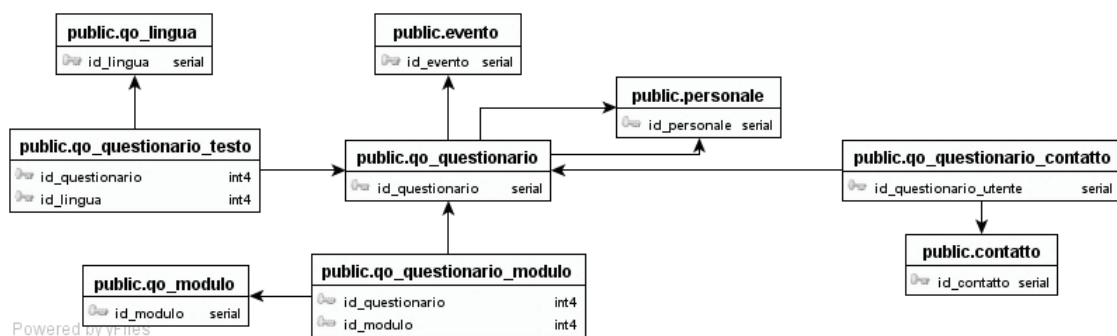 public.qo_lingua
id_lingua serial
public.evento
id_evento serial
public.personale
id_personale serial
public.qo_questionario_testo
id_questionario int4
id_lingua int4
public.qo_questionario
id_questionario serial
public.qo_questionario_contatto
id_questionario_utente serial
public.contatto
id_contatto serial
public.qo_modulo
id_modulo serial
public.qo_questionario_modulo
id_questionario int4
id_modulo int4
Powered by yFiles